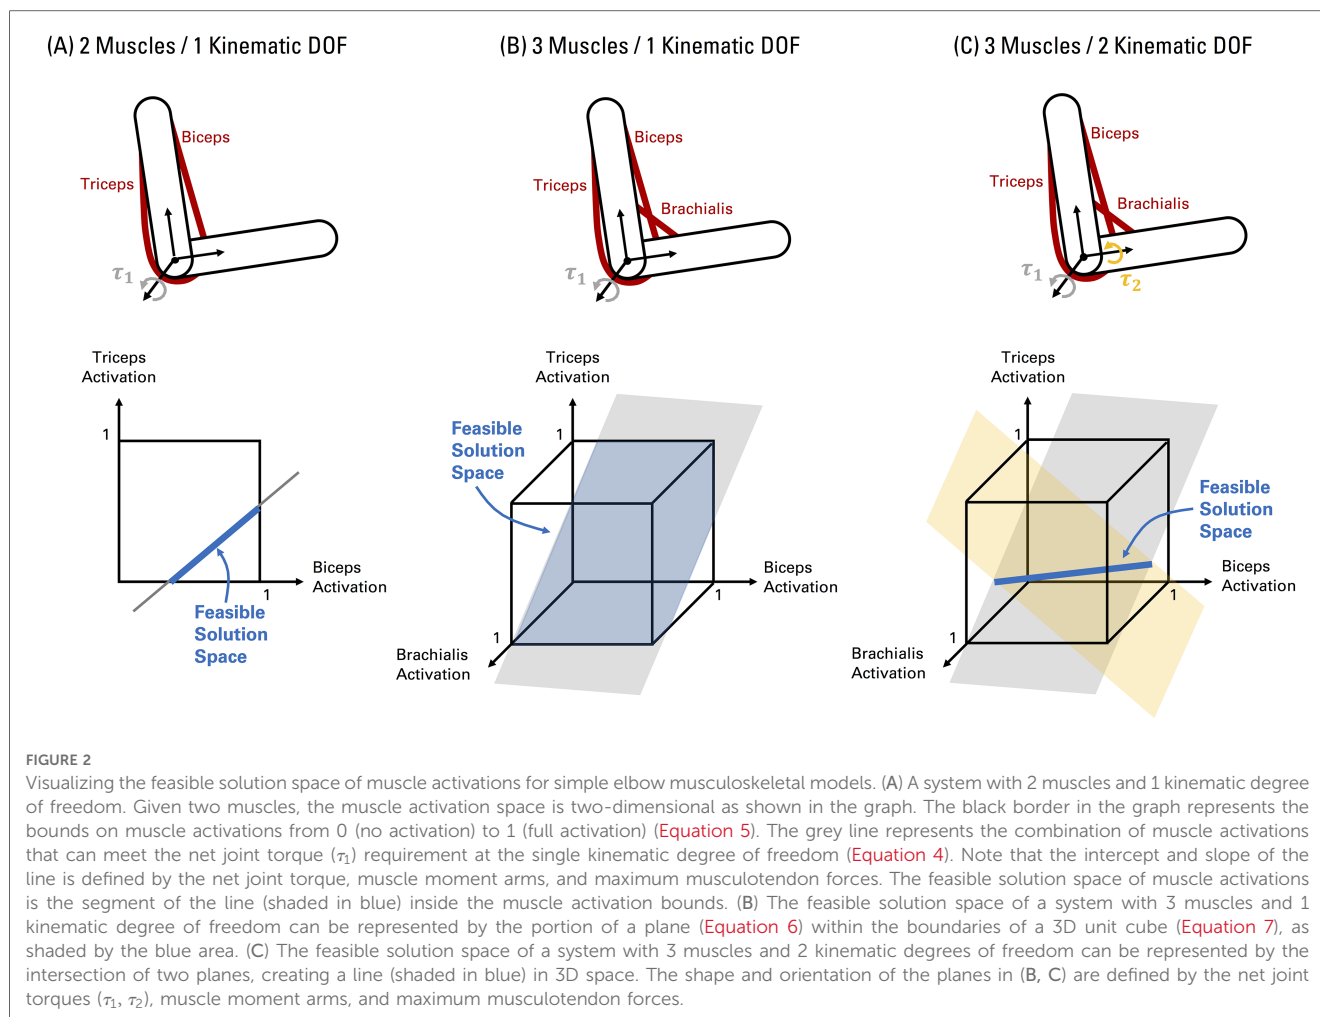 (A) 2 Muscles / 1 Kinematic DOF
Biceps
Triceps
τ1
Triceps
Activation
1
Biceps
Activation
1
Feasible
Solution
Space
(B) 3 Muscles / 1 Kinematic DOF
Biceps
Triceps
Brachialis
τ1
Triceps
Activation
Feasible
Solution
Space
1
Biceps
Activation
1
1
Brachialis
Activation
(C) 3 Muscles / 2 Kinematic DOF
Biceps
Triceps
Brachialis
τ1
τ2
Triceps
Activation
1
Feasible
Solution
Space
Biceps
Activation
1
1
Brachialis
Activation
FIGURE 2
Visualizing the feasible solution space of muscle activations for simple elbow musculoskeletal models. (A) A system with 2 muscles and 1 kinematic degree
of freedom. Given two muscles, the muscle activation space is two-dimensional as shown in the graph. The black border in the graph represents the
bounds on muscle activations from 0 (no activation) to 1 (full activation) (Equation 5). The grey line represents the combination of muscle activations
that can meet the net joint torque (τ1) requirement at the single kinematic degree of freedom (Equation 4). Note that the intercept and slope of the
line is defined by the net joint torque, muscle moment arms, and maximum musculotendon forces. The feasible solution space of muscle activations
is the segment of the line (shaded in blue) inside the muscle activation bounds. (B) The feasible solution space of a system with 3 muscles and 1
kinematic degree of freedom can be represented by the portion of a plane (Equation 6) within the boundaries of a 3D unit cube (Equation 7), as
shaded by the blue area. (C) The feasible solution space of a system with 3 muscles and 2 kinematic degrees of freedom can be represented by the
intersection of two planes, creating a line (shaded in blue) in 3D space. The shape and orientation of the planes in (B, C) are defined by the net joint
torques (τ1, τ2), muscle moment arms, and maximum musculotendon forces.